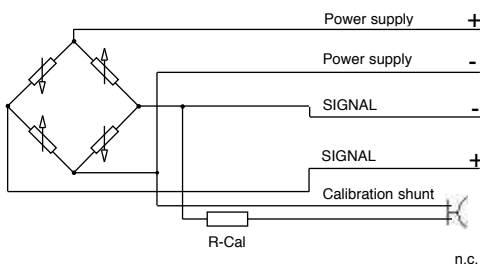 Power supply +
Power supply -
SIGNAL -
SIGNAL +
Calibration shunt
R-Cal
n.c.